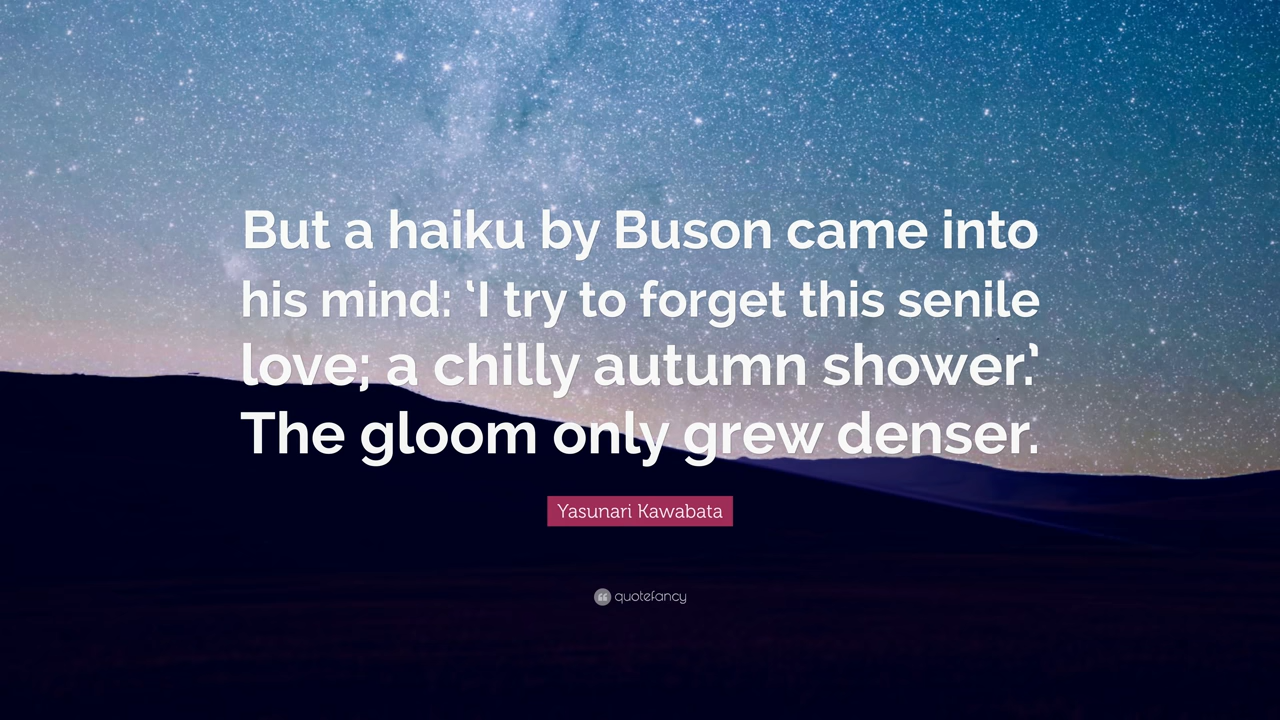 But a haiku by Buson came into
his mind: ‘I try to forget this senile
love; a chilly autumn shower.’
The gloom only grew denser.
Yasunari Kawabata
quotefancy